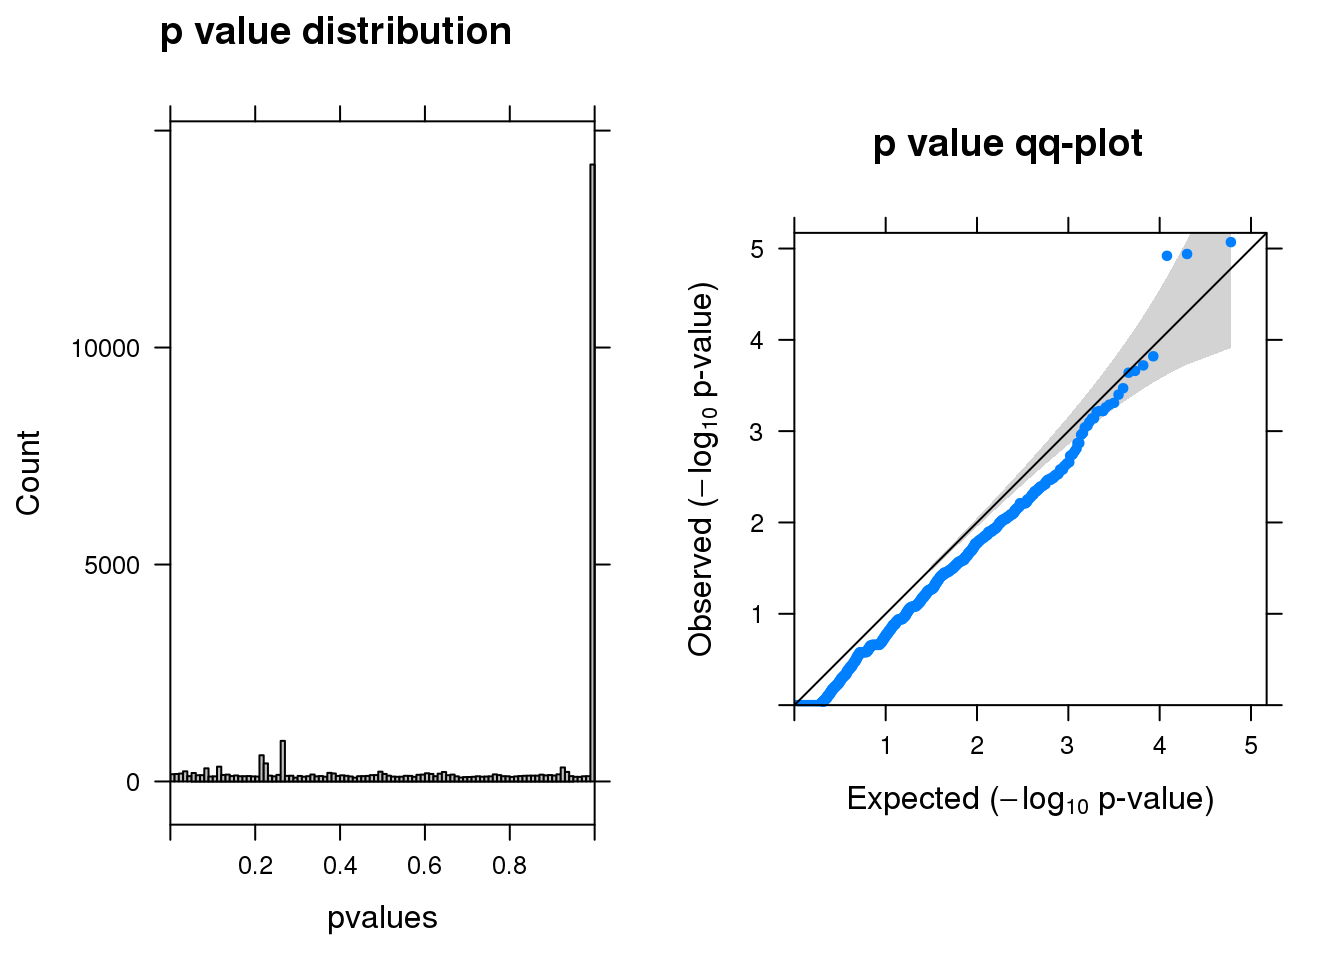 p value distribution
Count
10000
5000
0
0.2 0.4 0.6 0.8
pvalues
p value qq-plot
Observed (−log10 p-value)
5
4
3
2
1
1 2 3 4 5
Expected (−log10 p-value)